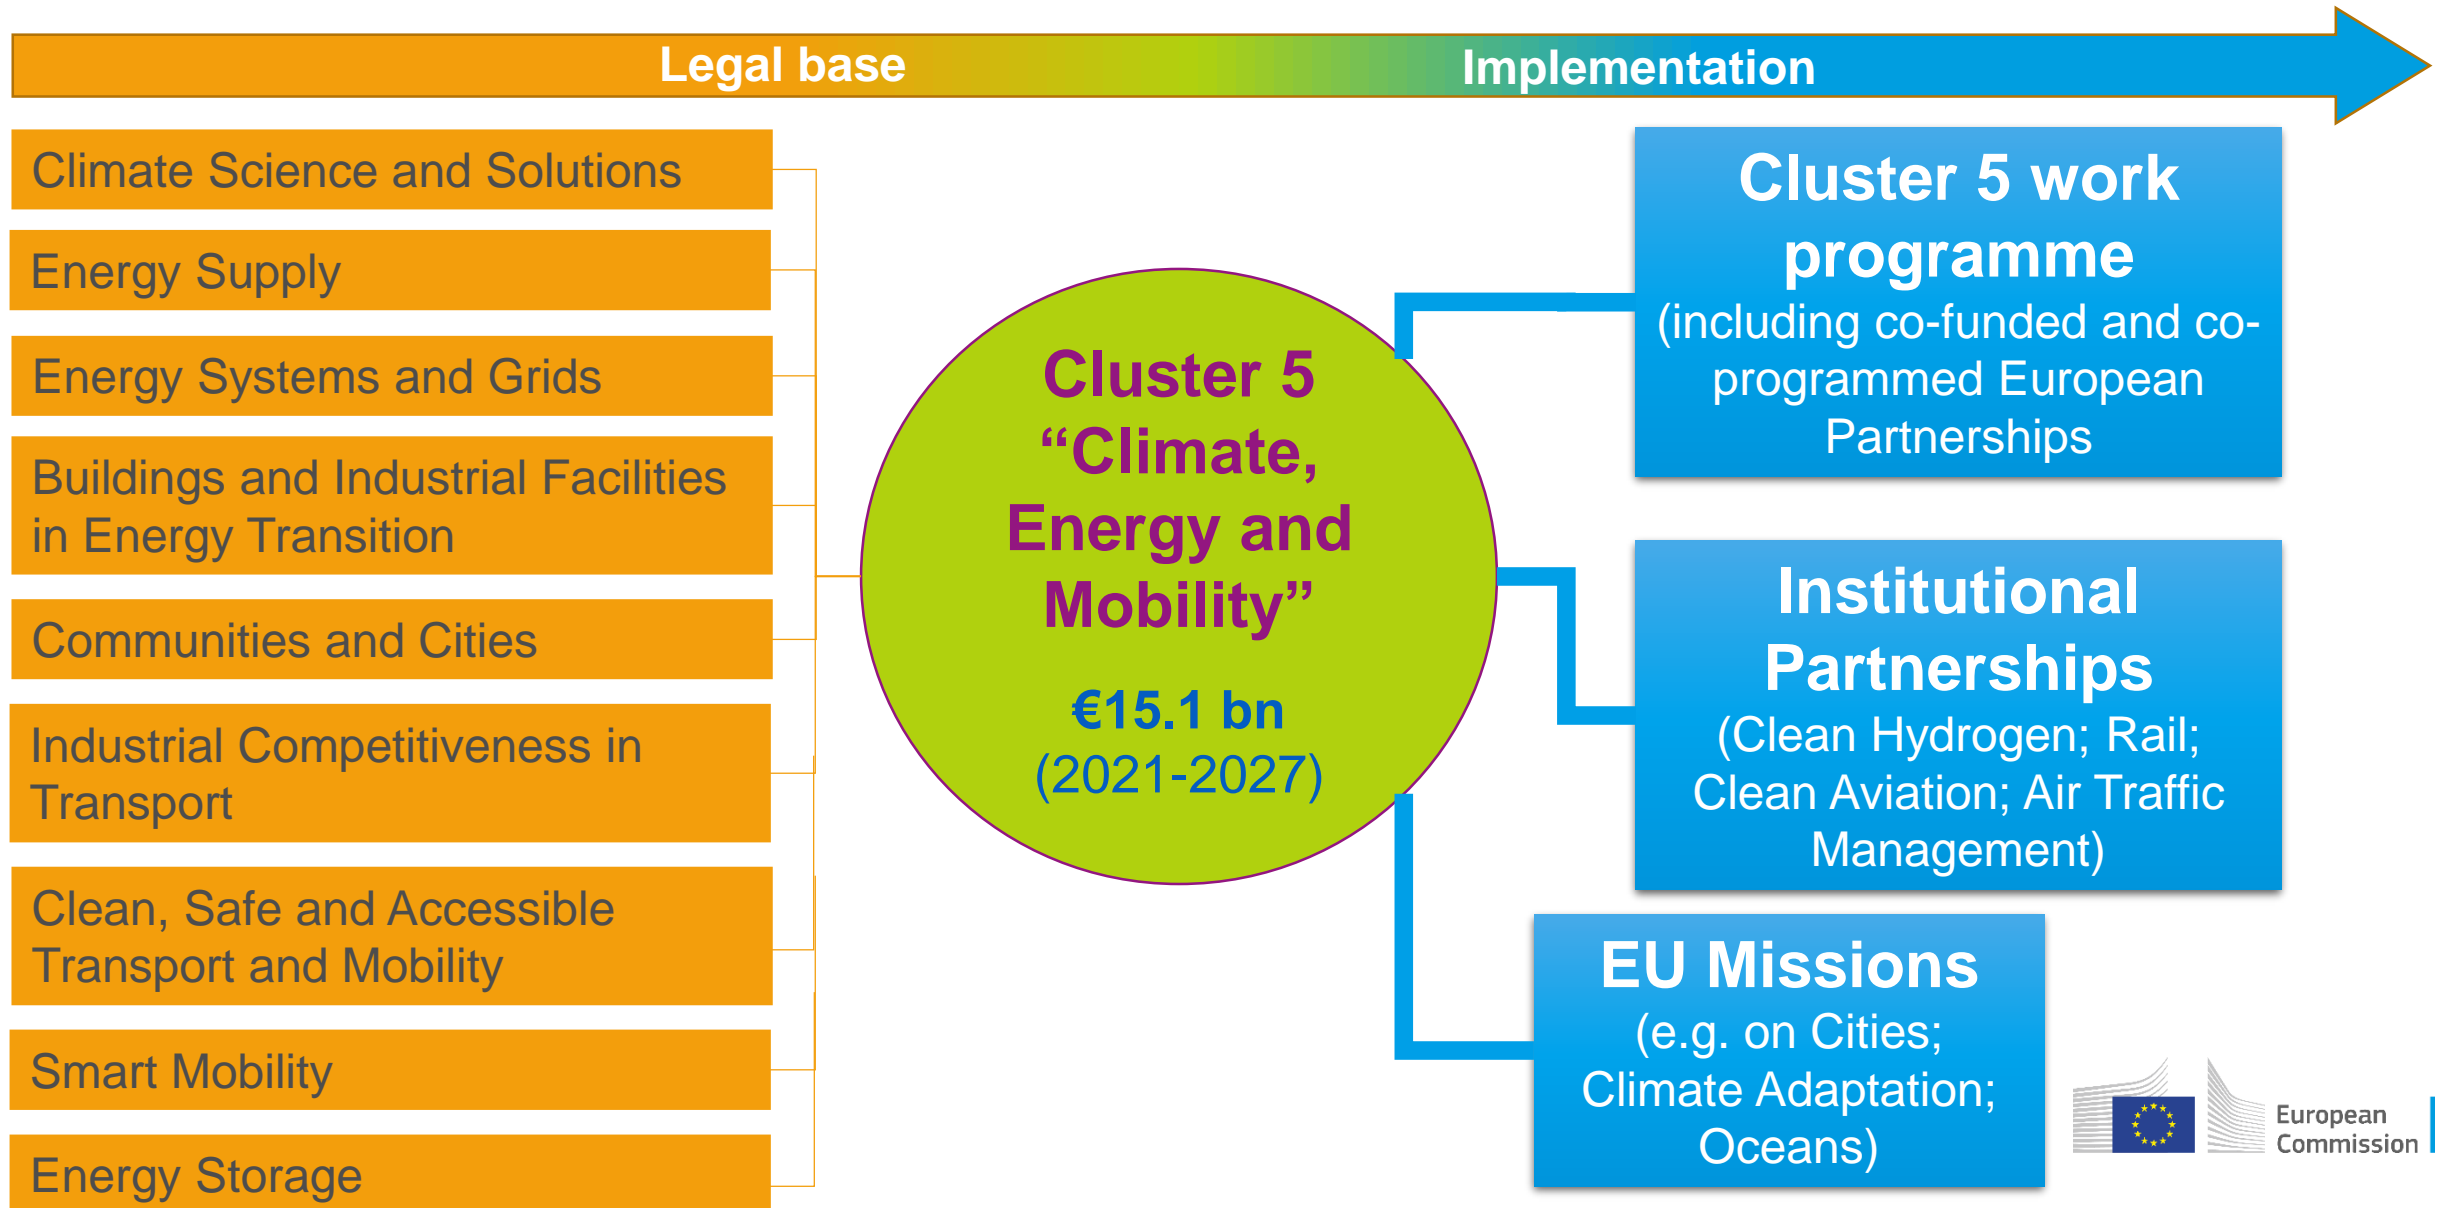 Legal base
Implementation
Climate Science and Solutions
Energy Supply
Energy Systems and Grids
Buildings and Industrial Facilities
in Energy Transition
Communities and Cities
Industrial Competitiveness in
Transport
Clean, Safe and Accessible
Transport and Mobility
Smart Mobility
Energy Storage
Cluster 5
“Climate,
Energy and
Mobility”
€15.1 bn
(2021-2027)
Cluster 5 work
programme
(including co-funded and co-
programmed European
Partnerships
Institutional
Partnerships
(Clean Hydrogen; Rail;
Clean Aviation; Air Traffic
Management)
EU Missions
(e.g. on Cities;
Climate Adaptation;
Oceans)
European
Commission